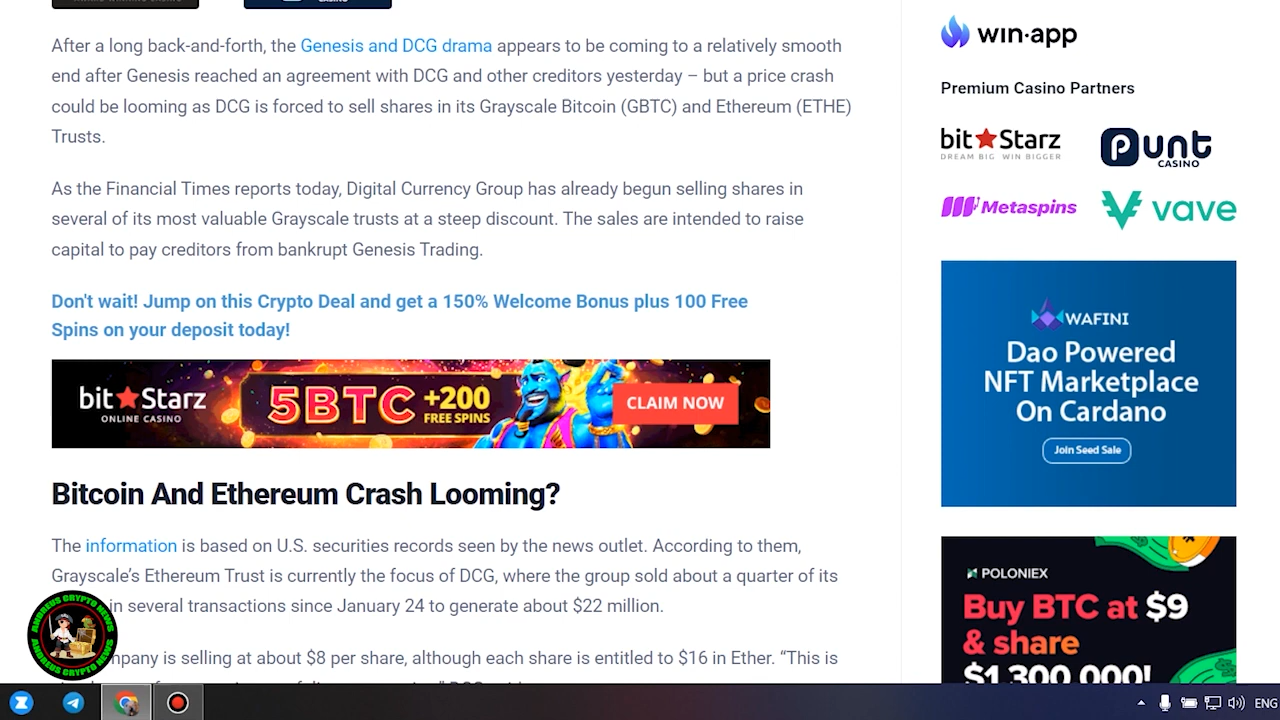 CASINO
After a long back-and-forth, the Genesis and DCG drama appears to be coming to a relatively smooth
end after Genesis reached an agreement with DCG and other creditors yesterday – but a price crash
could be looming as DCG is forced to sell shares in its Grayscale Bitcoin (GBTC) and Ethereum (ETHE)
Trusts.
As the Financial Times reports today, Digital Currency Group has already begun selling shares in
several of its most valuable Grayscale trusts at a steep discount. The sales are intended to raise
capital to pay creditors from bankrupt Genesis Trading.
Don't wait! Jump on this Crypto Deal and get a 150% Welcome Bonus plus 100 Free
Spins on your deposit today!
bit Starz
ONLINE CASINO
5BTC
+200
FREE SPINS
CLAIM NOW
Bitcoin And Ethereum Crash Looming?
The information is based on U.S. securities records seen by the news outlet. According to them,
Grayscale’s Ethereum Trust is currently the focus of DCG, where the group sold about a quarter of its
in several transactions since January 24 to generate about $22 million.
mpany is selling at about $8 per share, although each share is entitled to $16 in Ether. “This is
ANDREUS CRYPTO NEWS
ANDREUS CRYPTO NEWS
win·app
Premium Casino Partners
bit Starz
DREAM BIG WIN BIGGER
Punt
CASINO
Metaspins
vave
WAFINI
Dao Powered
NFT Marketplace
On Cardano
Join Seed Sale
POLONIEX
Buy BTC at $9
& share
$1,300,000!
ENG